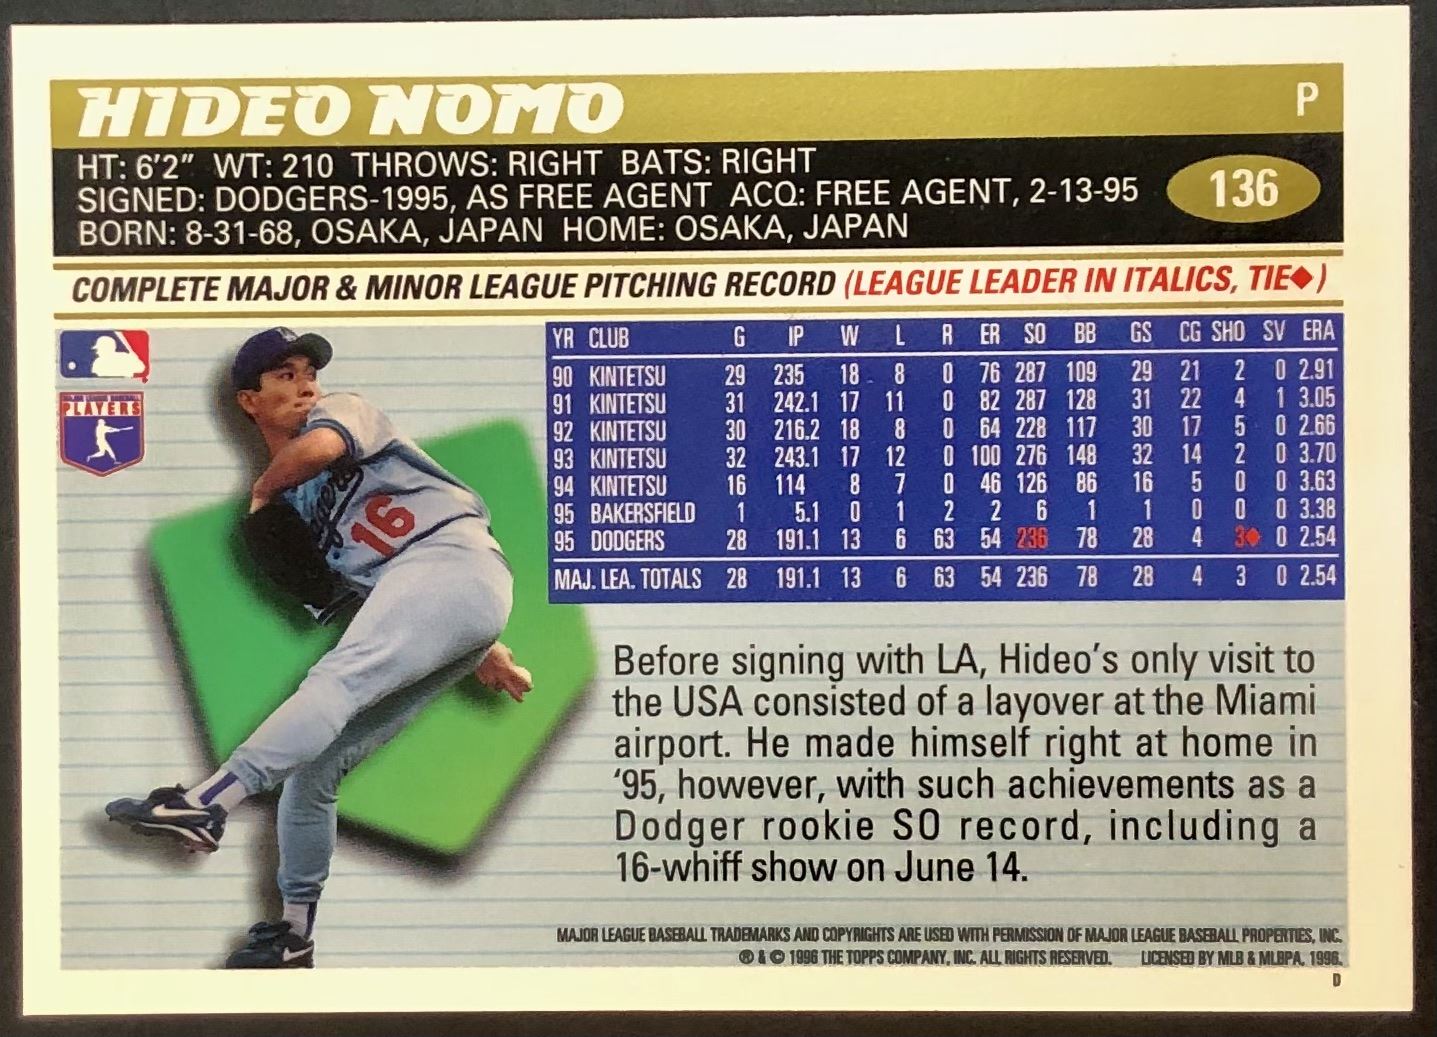 HIDEO NOMO P
HT: 6'2" WT: 210 THROWS: RIGHT BATS: RIGHT
SIGNED: DODGERS-1995, AS FREE AGENT ACQ: FREE AGENT, 2-13-95
136
BORN: 8-31-68, OSAKA, JAPAN HOME: OSAKA, JAPAN
COMPLETE MAJOR & MINOR LEAGUE PITCHING RECORD (LEAGUE LEADER IN ITALICS, TIE♦)
MAJOR LEAGUE BASEBALL
PLAYERS
Dodgers
16
YR CLUB G IP W L R ER SO BB GS CG SHO SV ERA
90 KINTETSU 29 235 18 8 0 76 287 109 29 21 2 0 2.91
91 KINTETSU 31 242.1 17 11 0 82 287 128 31 22 4 1 3.05
92 KINTETSU 30 216.2 18 8 0 64 228 117 30 17 5 0 2.66
93 KINTETSU 32 243.1 17 12 0 100 276 148 32 14 2 0 3.70
94 KINTETSU 16 114 8 7 0 46 126 86 16 5 0 0 3.63
95 BAKERSFIELD 1 5.1 0 1 2 2 6 1 1 0 0 0 3.38
95 DODGERS 28 191.1 13 6 63 54 236 78 28 4 3♦ 0 2.54
MAJ. LEA. TOTALS 28 191.1 13 6 63 54 236 78 28 4 3 0 2.54
Before signing with LA, Hideo's only visit to
the USA consisted of a layover at the Miami
airport. He made himself right at home in
'95, however, with such achievements as a
Dodger rookie SO record, including a
16-whiff show on June 14.
MAJOR LEAGUE BASEBALL TRADEMARKS AND COPYRIGHTS ARE USED WITH PERMISSION OF MAJOR LEAGUE BASEBALL PROPERTIES, INC.
® & © 1996 THE TOPPS COMPANY, INC. ALL RIGHTS RESERVED. LICENSED BY MLB & MLBPA, 1996.
D